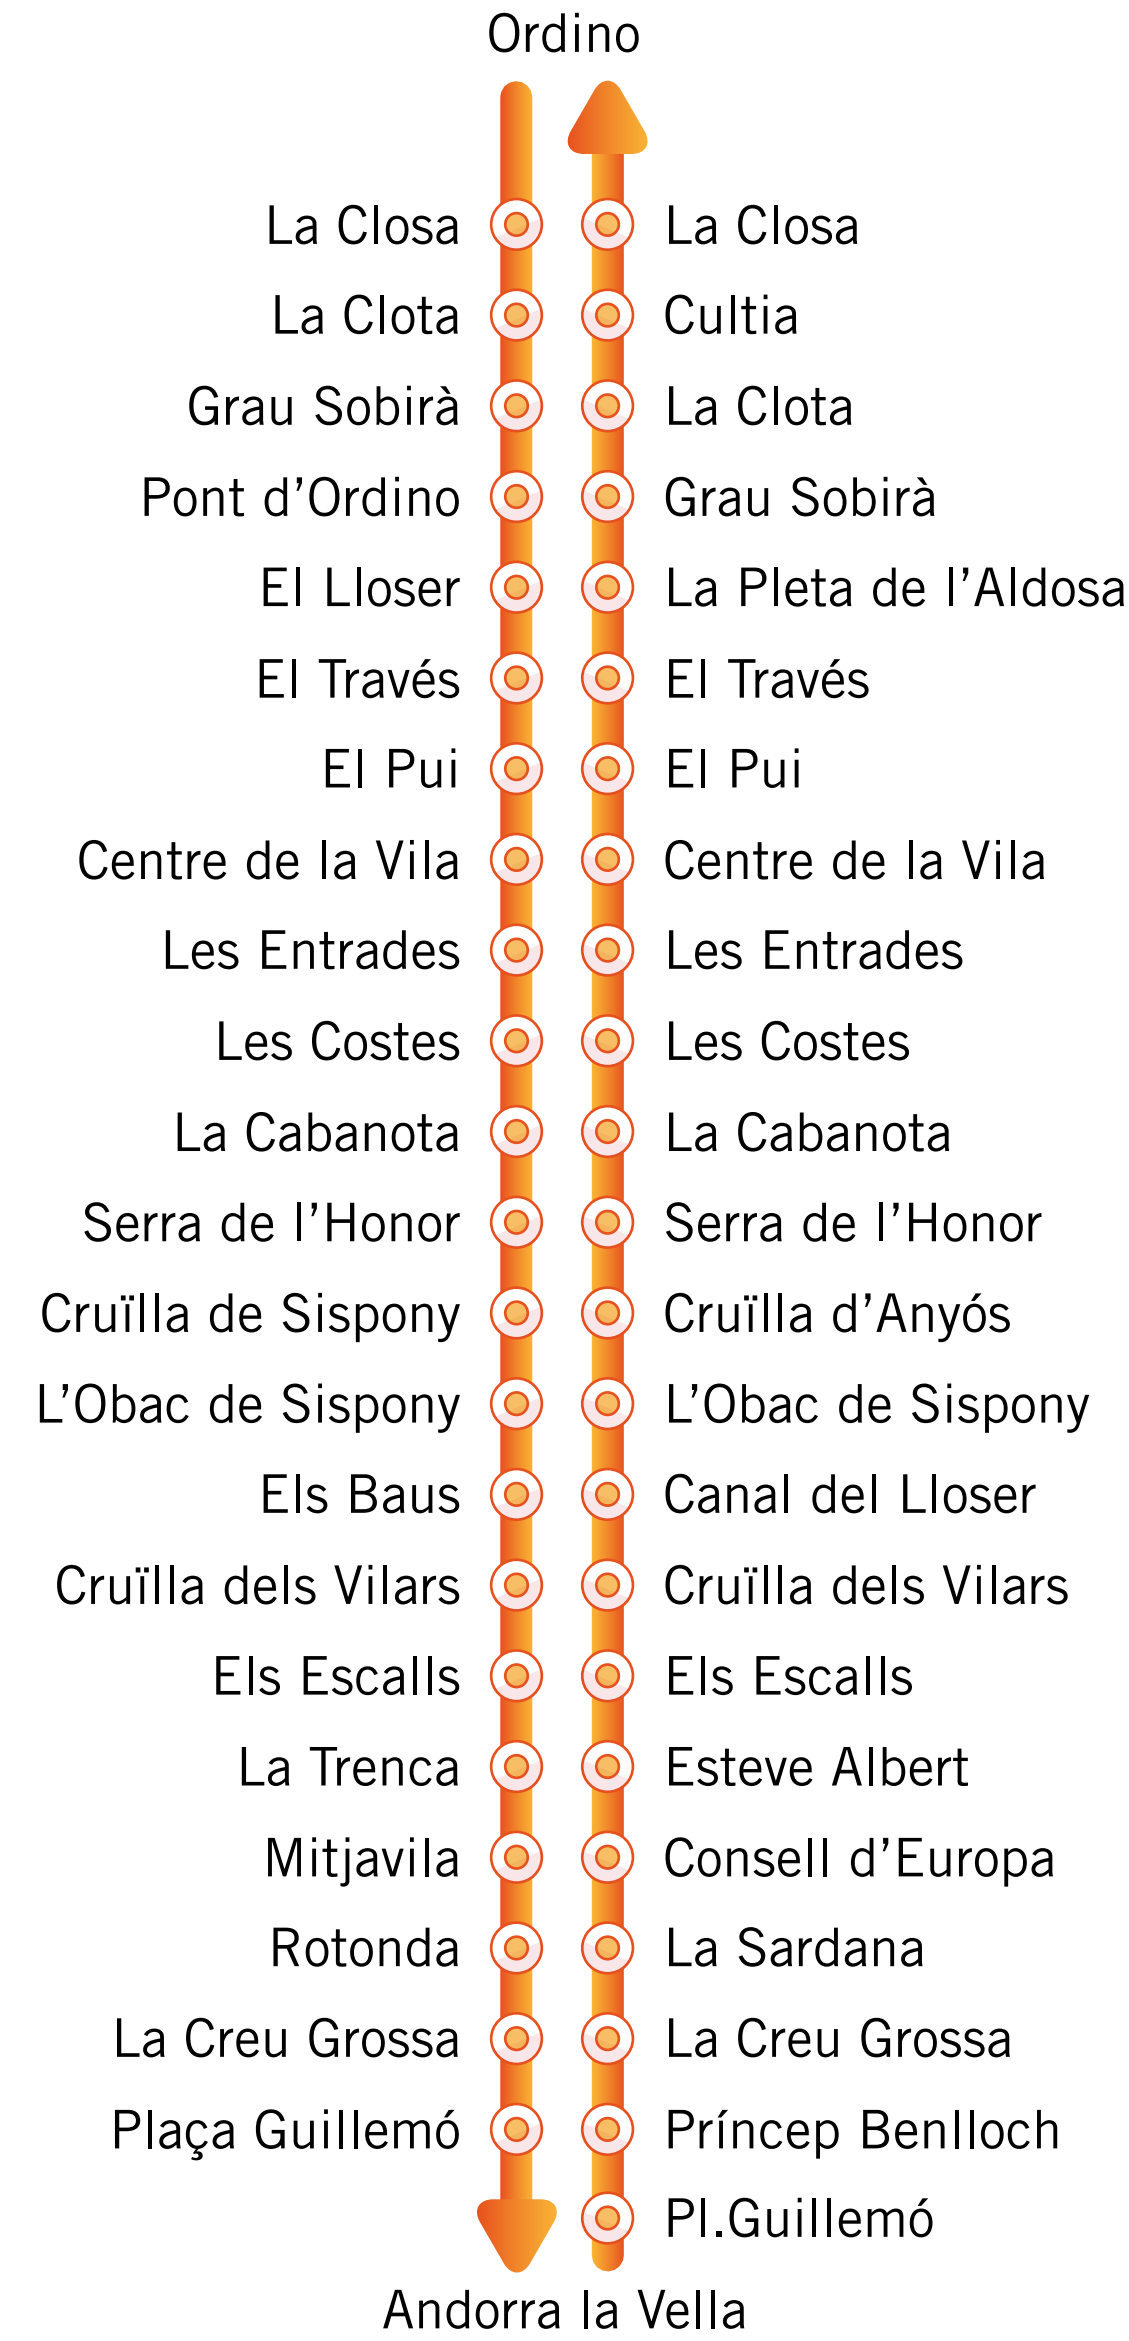 Ordino
La Closa La Closa
La Clota Cultia
Grau Sobirà La Clota
Pont d’Ordino Grau Sobirà
El Lloser La Pleta de l’Aldosa
El Través El Través
El Pui El Pui
Centre de la Vila Centre de la Vila
Les Entrades Les Entrades
Les Costes Les Costes
La Cabanota La Cabanota
Serra de l’Honor Serra de l’Honor
Cruïlla de Sispony Cruïlla d’Anyós
L’Obac de Sispony L’Obac de Sispony
Els Baus Canal del Lloser
Cruïlla dels Vilars Cruïlla dels Vilars
Els Escalls Els Escalls
La Trenca Esteve Albert
Mitjavila Consell d’Europa
Rotonda La Sardana
La Creu Grossa La Creu Grossa
Plaça Guillemó Príncep Benlloch
Pl.Guillemó
Andorra la Vella